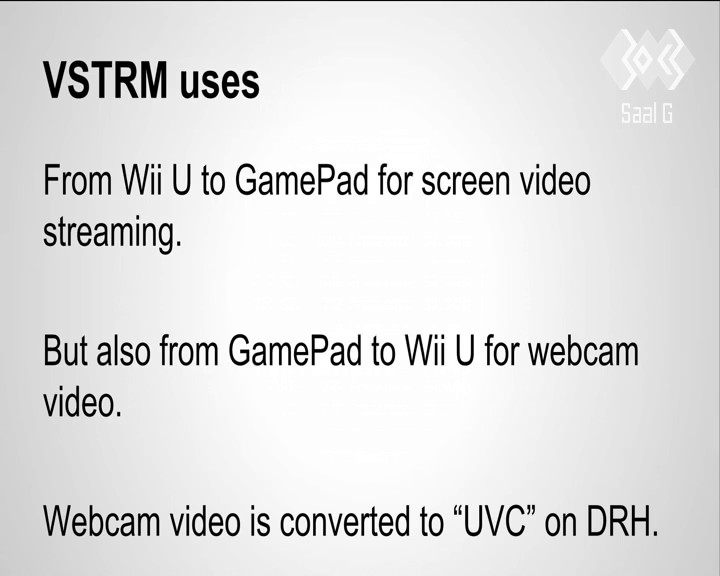 VSTRM uses
Saal G
From Wii U to GamePad for screen video
streaming.
But also from GamePad to Wii U for webcam
video.
Webcam video is converted to “UVC” on DRH.